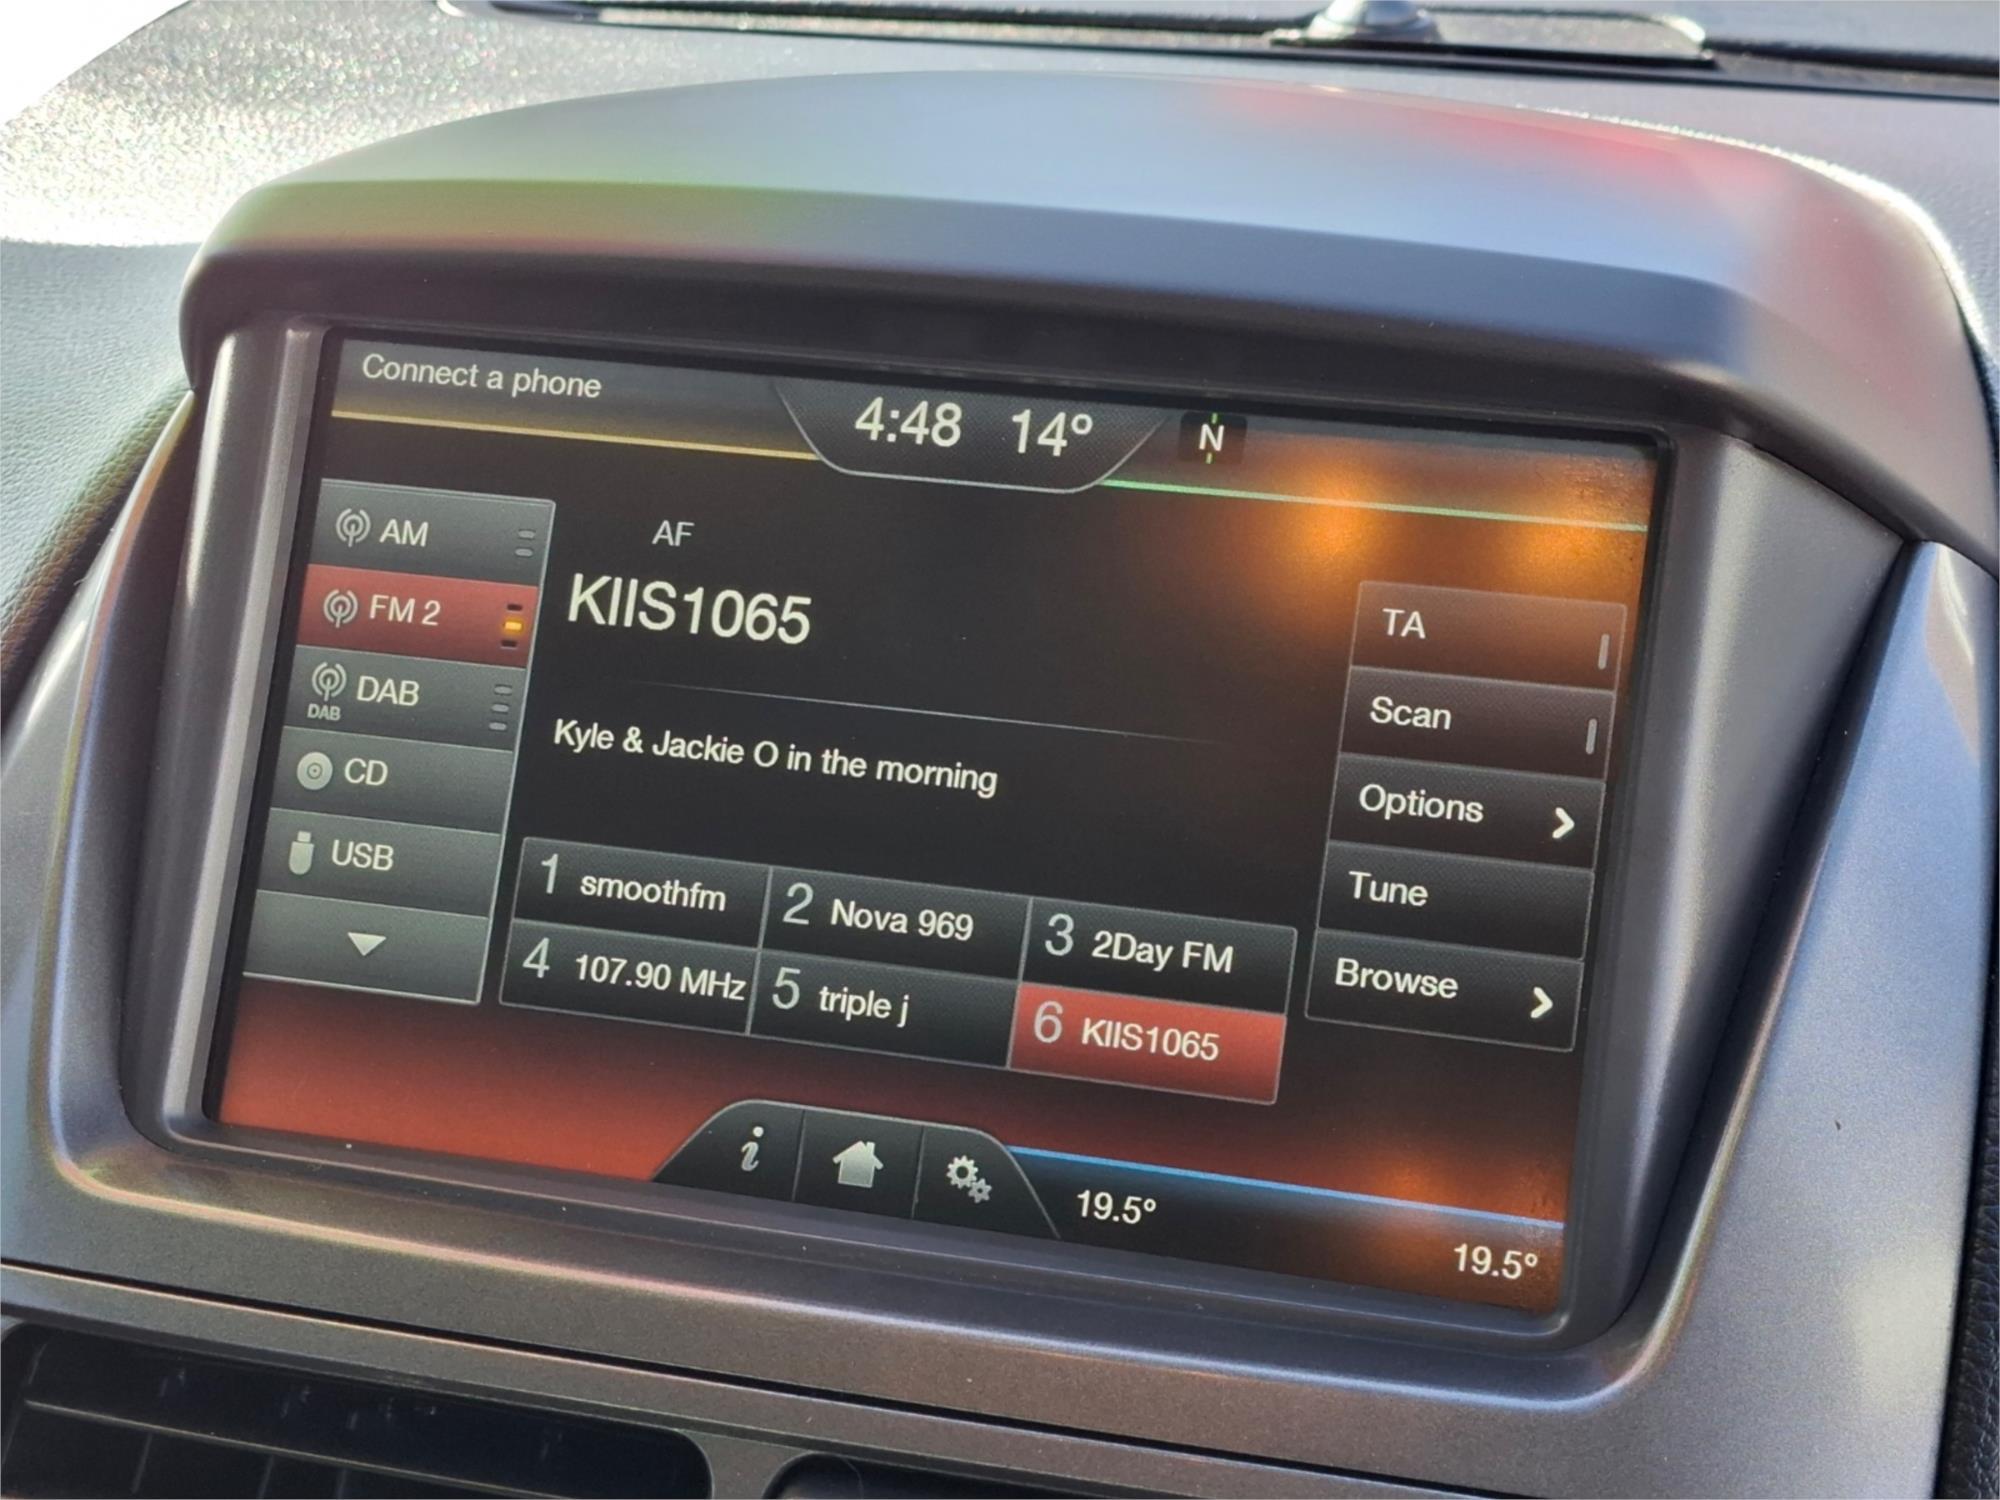 Connect a phone
4:48 14° N
AM
FM 2
DAB
DAB
CD
USB
AF
KIIS1065
Kyle & Jackie O in the morning
1 smoothfm
2 Nova 969
3 2Day FM
4 107.90 MHz
5 triple j
6 KIIS1065
TA
Scan
Options
Tune
Browse
i
19.5°
19.5°